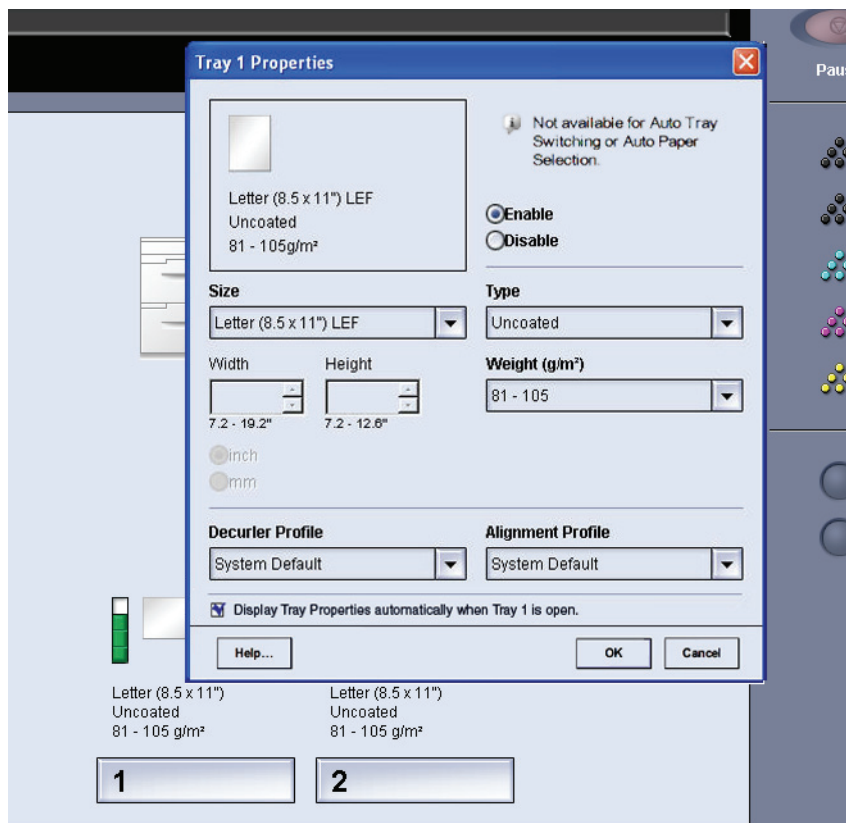 Tray 1 Properties
Paus
Letter (8.5 x 11") LEF
Uncoated
81 - 105g/m²
Not available for Auto Tray
Switching or Auto Paper
Selection.
Enable
Disable
Size
Type
Letter (8.5 x 11") LEF
Uncoated
Width
Height
Weight (g/m²)
81 - 105
7.2 - 19.2"
7.2 - 12.6"
inch
mm
Decurler Profile
Alignment Profile
System Default
System Default
Display Tray Properties automatically when Tray 1 is open.
Help...
OK
Cancel
Letter (8.5 x 11")
Uncoated
81 - 105 g/m²
Letter (8.5 x 11")
Uncoated
81 - 105 g/m²
1
2